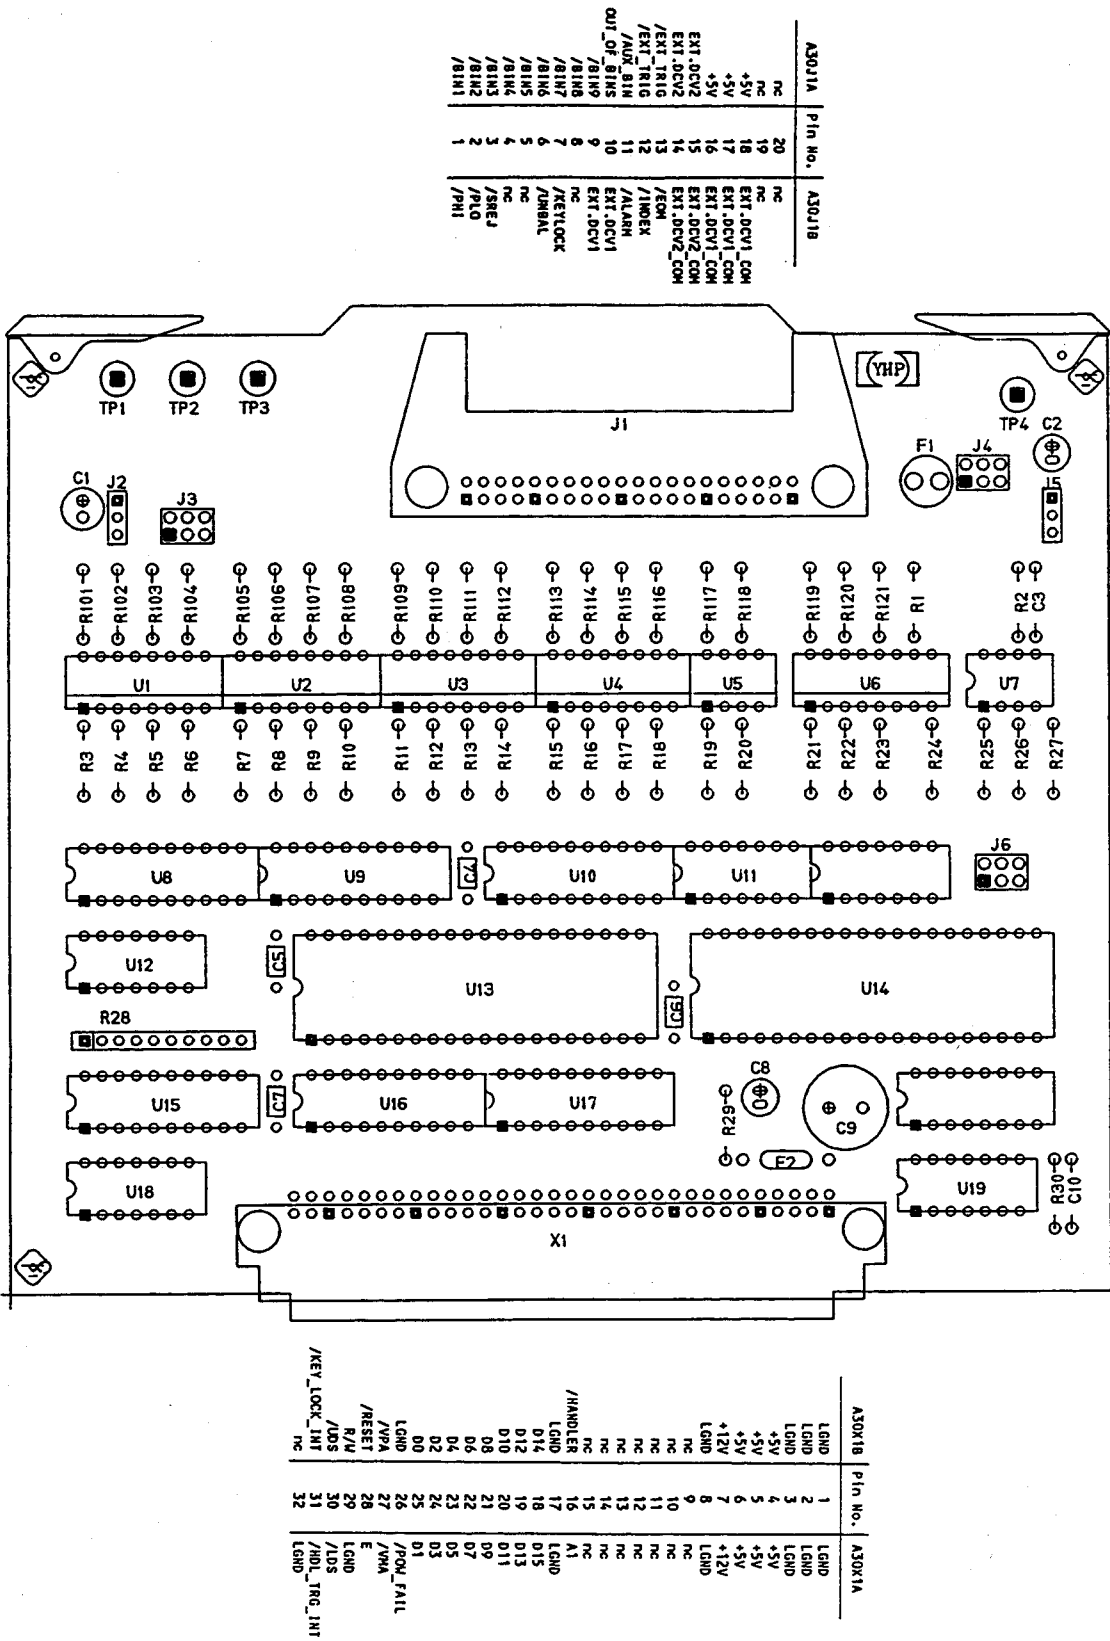 A30J1A Pin No. A30J1B
nc 20 nc
nc 19 nc
+5V 18 EXT.DCV1_COM
+5V 17 EXT.DCV1_COM
+5V 16 EXT.DCV1_COM
EXT.DCV2 15 EXT.DCV2_COM
EXT.DCV2 14 EXT.DCV2_COM
/EXT_TRIG 13 /EOM
/EXT_TRIG 12 /INDEX
/AUX_BIN 11 /ALARM
OUT_OF_BINS 10 EXT.DCV1
/BIN9 9 EXT.DCV1
/BIN8 8 nc
/BIN7 7 /KEYLOCK
/BIN6 6 /UNBAL
/BIN5 5 nc
/BIN4 4 nc
/BIN3 3 /SREJ
/BIN2 2 /PLO
/BIN1 1 /PHI
YHP
TP1 TP2 TP3 J1 TP4 C2
C1 J2 J3 F1 J4 J5
R101 R102 R103 R104 R105 R106 R107 R108 R109 R110 R111 R112 R113 R114 R115 R116 R117 R118 R119 R120 R121 R1 R2 C3
U1 U2 U3 U4 U5 U6 U7
R3 R4 R5 R6 R7 R8 R9 R10 R11 R12 R13 R14 R15 R16 R17 R18 R19 R20 R21 R22 R23 R24 R25 R26 R27
J6
U8 U9 C4 U10 U11
U12 C5 U13 C6 U14
R28
U15 C7 U16 U17 R29 C8 C9
F2
U18 X1 U19 R30 C10
A30X1B Pin No. A30X1A
LGND 1 LGND
LGND 2 LGND
LGND 3 LGND
+5V 4 +5V
+5V 5 +5V
+5V 6 +5V
+12V 7 +12V
LGND 8 LGND
nc 9 nc
nc 10 nc
nc 11 nc
nc 12 nc
nc 13 nc
nc 14 nc
nc 15 nc
/HANDLER 16 A1
LGND 17 LGND
D14 18 D15
D12 19 D13
D10 20 D11
D8 21 D9
D6 22 D7
D4 23 D5
D2 24 D3
D0 25 D1
LGND 26 /POW_FAIL
/VPA 27 /VMA
/RESET 28 E
R/W 29 LGND
/UDS 30 /LDS
/KEY_LOCK_INT 31 /HDL_TRG_INT
nc 32 LGND